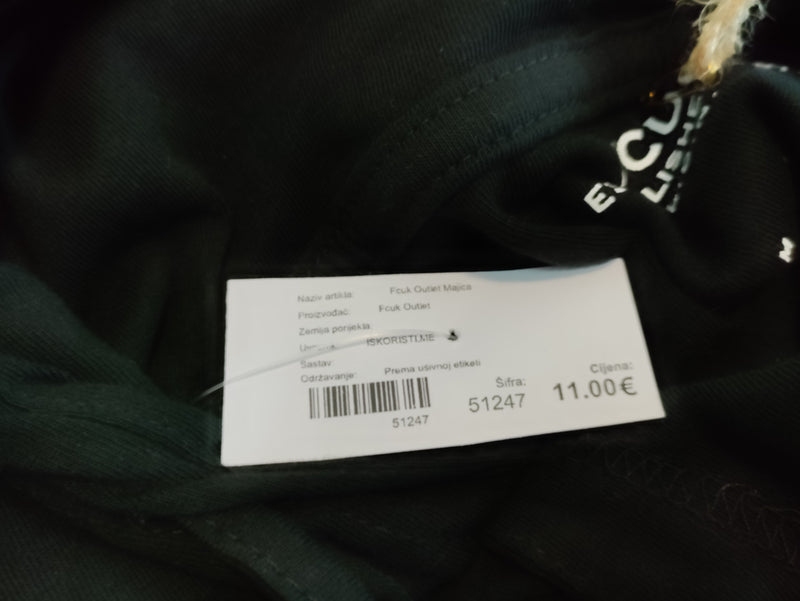 M
Naziv artikla: Fcuk Outlet Majica
Proizvođač: Fcuk Outlet
Zemlja porijekla:
ISKORISTI.ME
Sastav:
Održavanje: Prema ušivnoj etiketi
51247
Šifra:
51247
Cijena:
11.00€